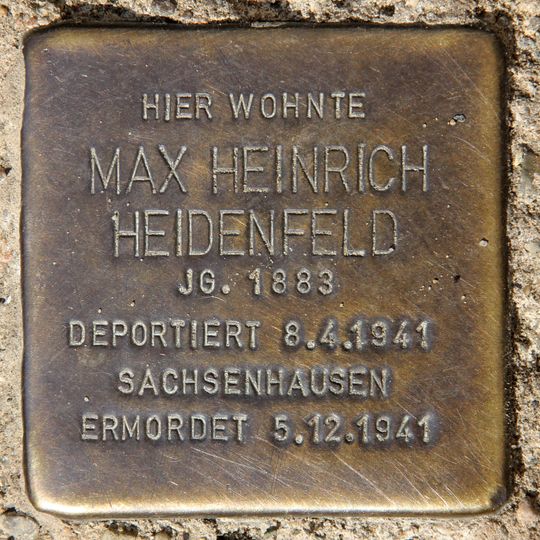 HIER WOHNTE
MAX HEINRICH
HEIDENFELD
JG. 1883
DEPORTIERT 8.4.1941
SACHSENHAUSEN
ERMORDET 5.12.1941